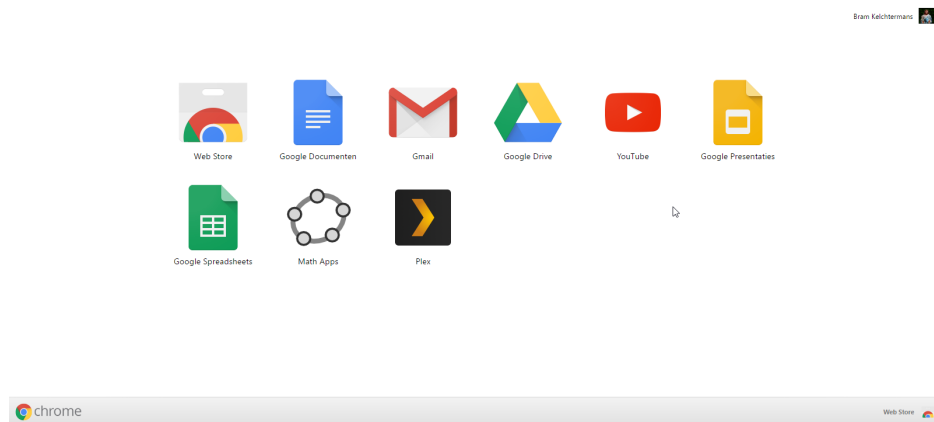 Bram Kelchtermans
Web Store
Google Documenten
Gmail
Google Drive
YouTube
Google Presentaties
Google Spreadsheets
Math Apps
Plex
chrome
Web Store